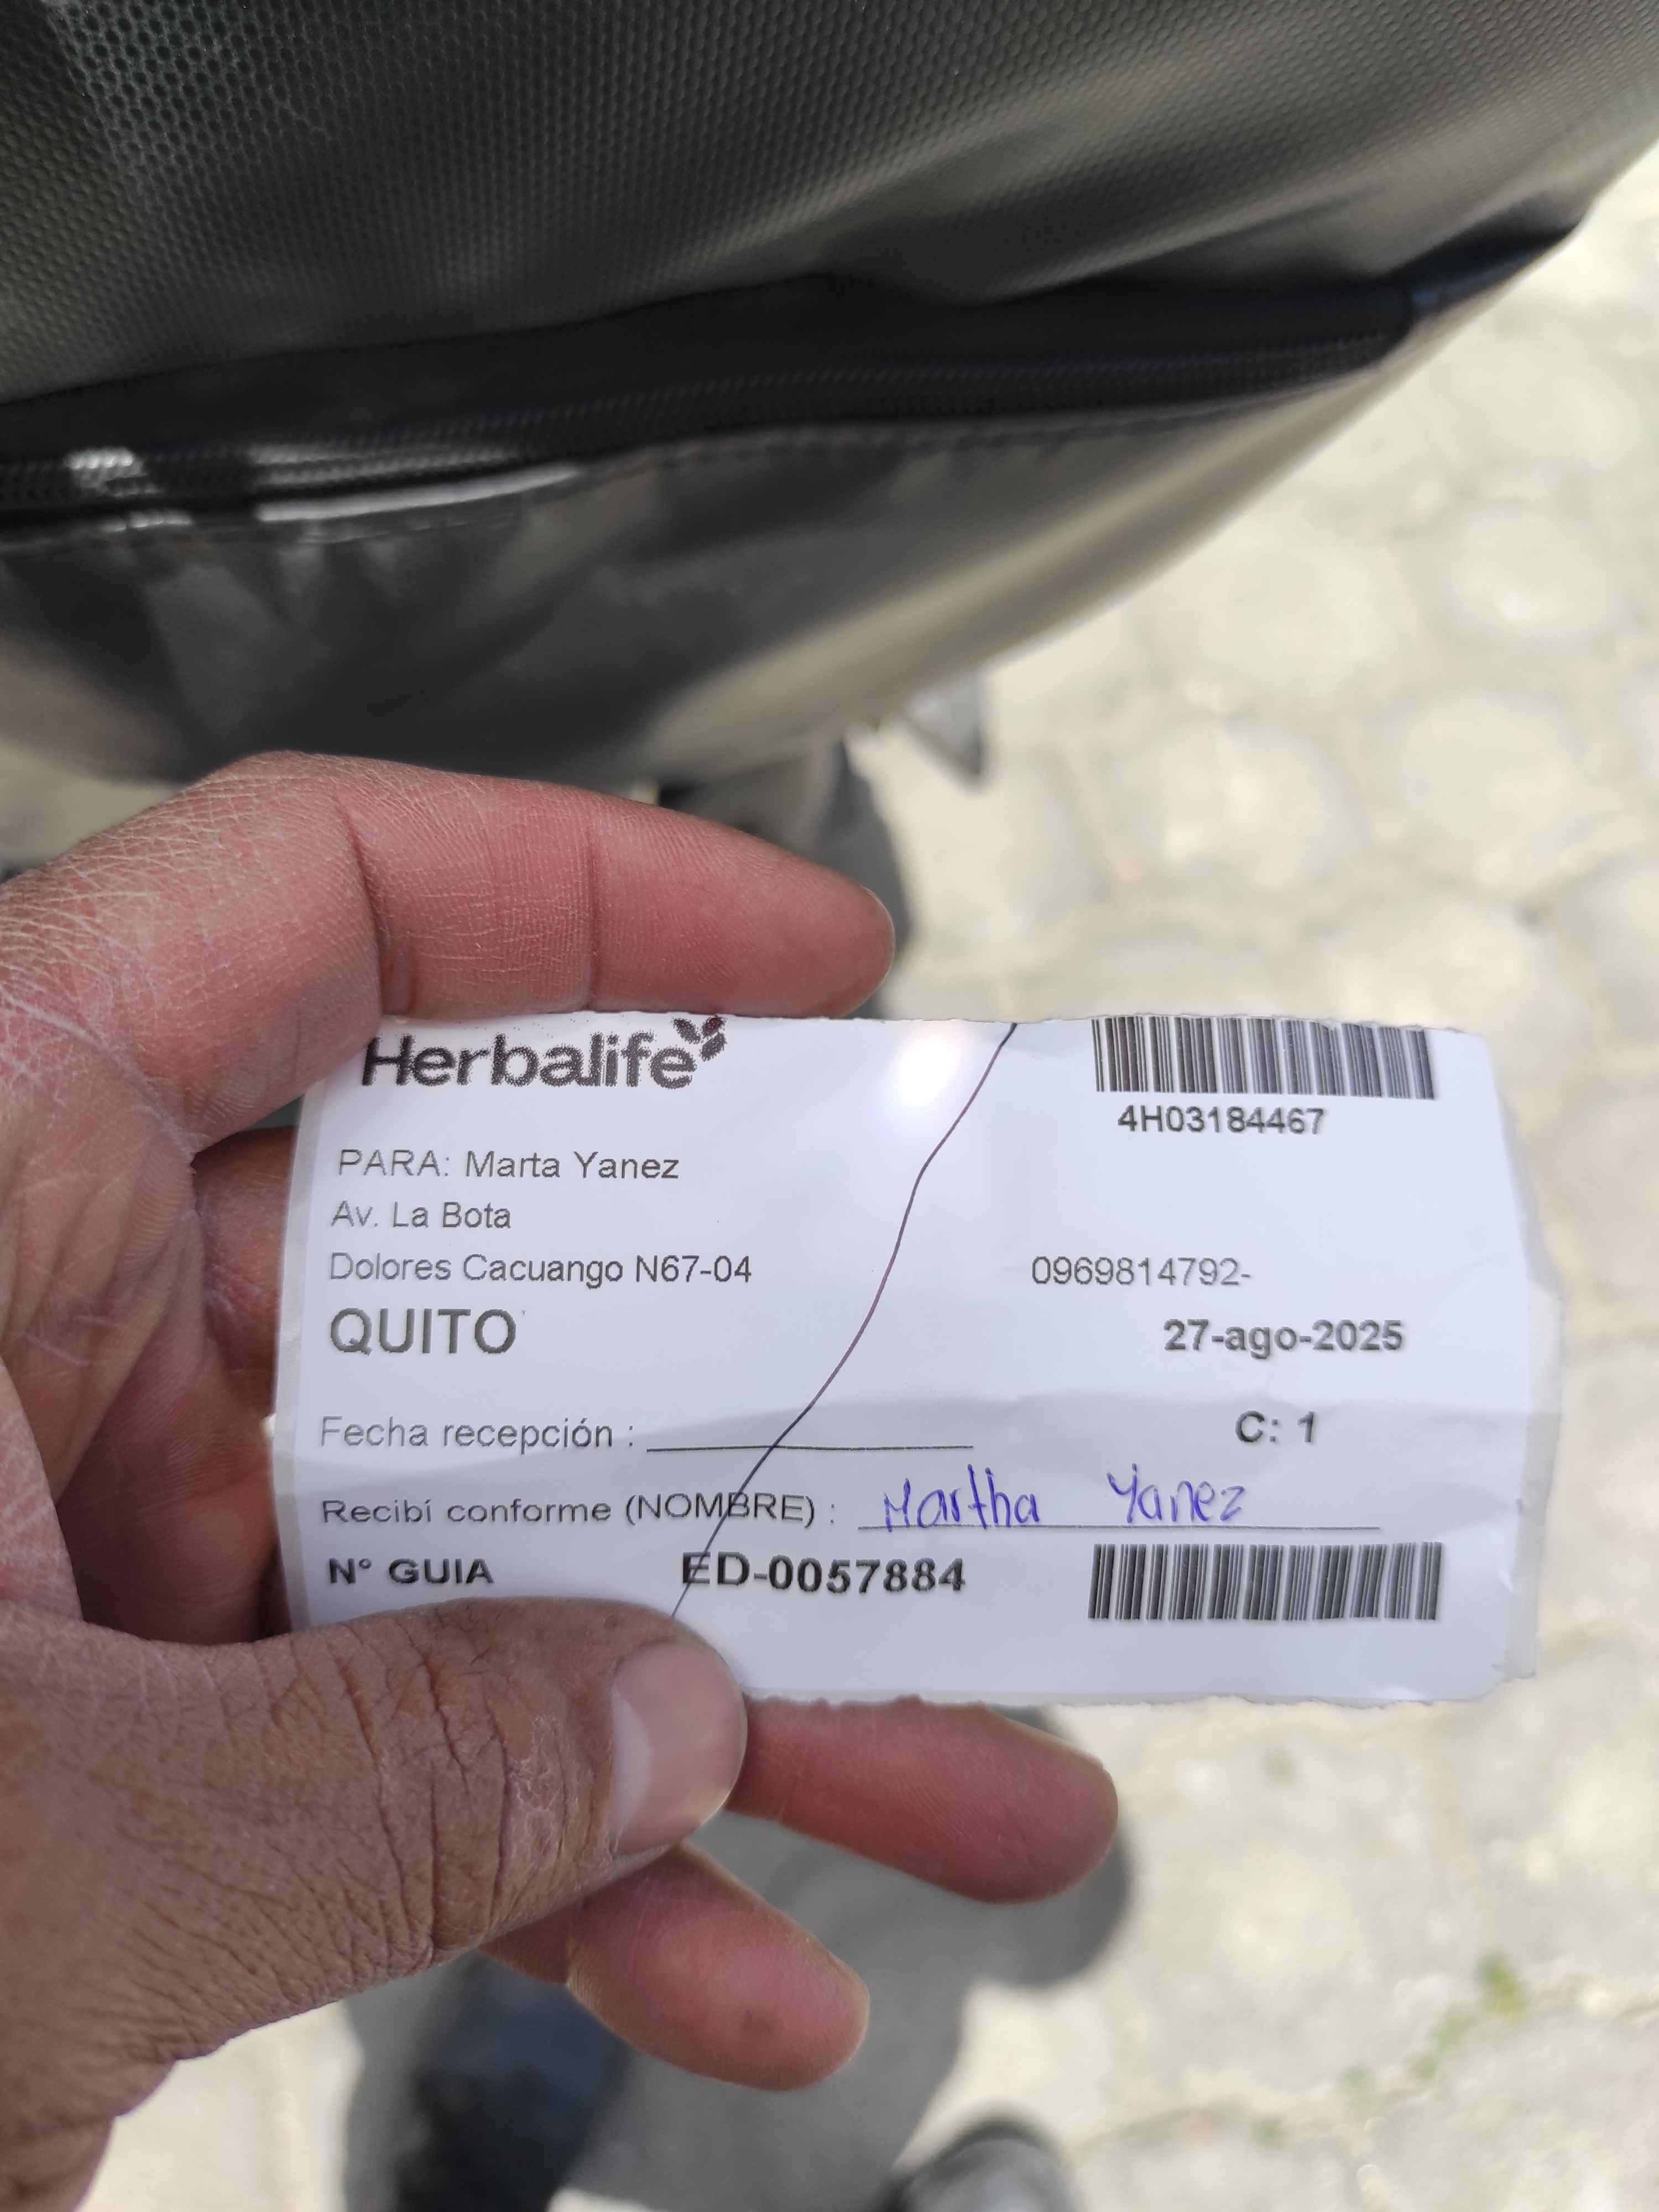 Herbalife
4H03184467
PARA: Marta Yanez
Av. La Bota
Dolores Cacuango N67-04
0969814792-
QUITO
27-ago-2025
Fecha recepción :
C: 1
Recibí conforme (NOMBRE) : Martha Yanez
N° GUIA ED-0057884